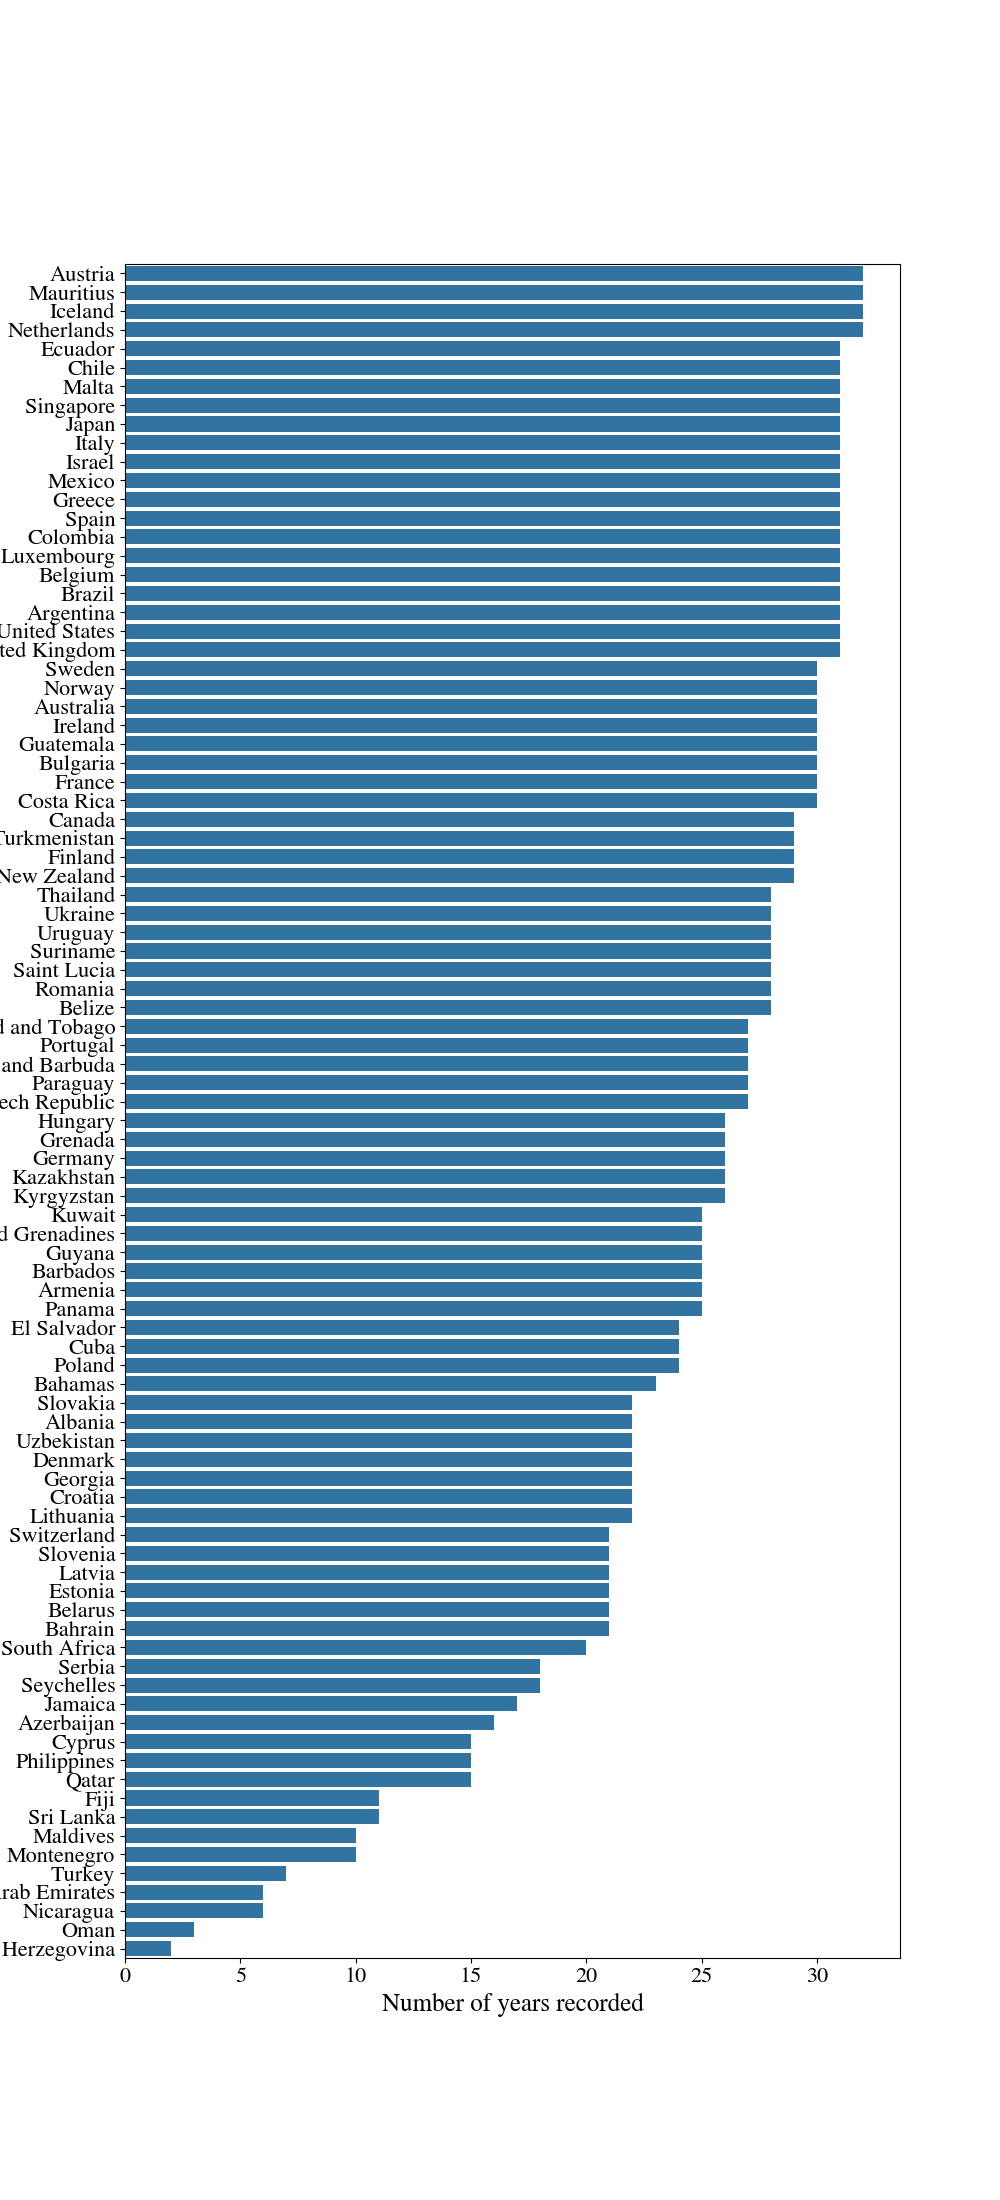 Austria
Mauritius
Iceland
Netherlands
Ecuador
Chile
Malta
Singapore
Japan
Italy
Israel
Mexico
Greece
Spain
Colombia
Luxembourg
Belgium
Brazil
Argentina
United States
ted Kingdom
Sweden
Norway
Australia
Ireland
Guatemala
Bulgaria
France
Costa Rica
Canada
Turkmenistan
Finland
New Zealand
Thailand
Ukraine
Uruguay
Suriname
Saint Lucia
Romania
Belize
d and Tobago
Portugal
and Barbuda
Paraguay
ech Republic
Hungary
Grenada
Germany
Kazakhstan
Kyrgyzstan
Kuwait
d Grenadines
Guyana
Barbados
Armenia
Panama
El Salvador
Cuba
Poland
Bahamas
Slovakia
Albania
Uzbekistan
Denmark
Georgia
Croatia
Lithuania
Switzerland
Slovenia
Latvia
Estonia
Belarus
Bahrain
South Africa
Serbia
Seychelles
Jamaica
Azerbaijan
Cyprus
Philippines
Qatar
Fiji
Sri Lanka
Maldives
Montenegro
Turkey
rab Emirates
Nicaragua
Oman
Herzegovina
0 5 10 15 20 25 30
Number of years recorded